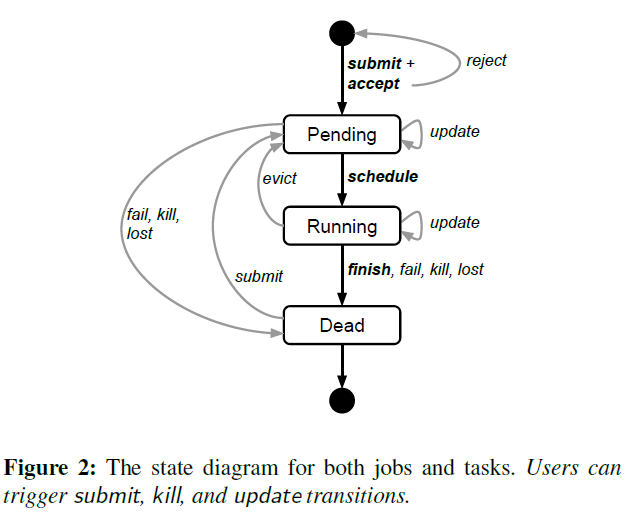 submit +
accept
reject
Pending
update
evict
schedule
fail, kill,
lost
Running
update
submit
finish, fail, kill, lost
Dead
Figure 2: The state diagram for both jobs and tasks. Users can
trigger submit, kill, and update transitions.